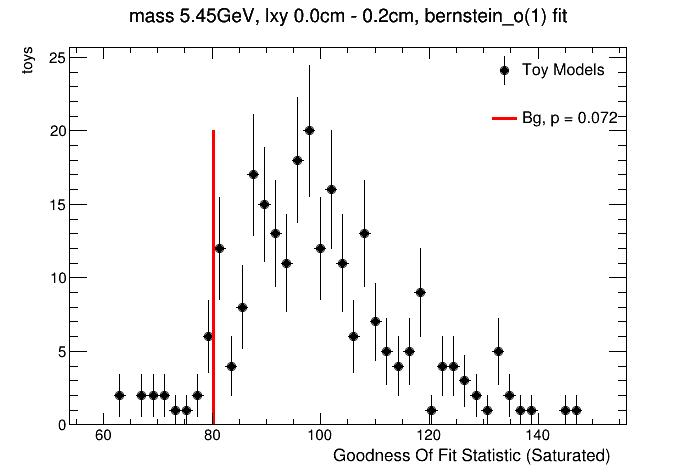 mass 5.45GeV, lxy 0.0cm - 0.2cm, bernstein_o(1) fit
toys
25
20
15
10
5
0
Toy Models
Bg, p = 0.072
60 80 100 120 140
Goodness Of Fit Statistic (Saturated)